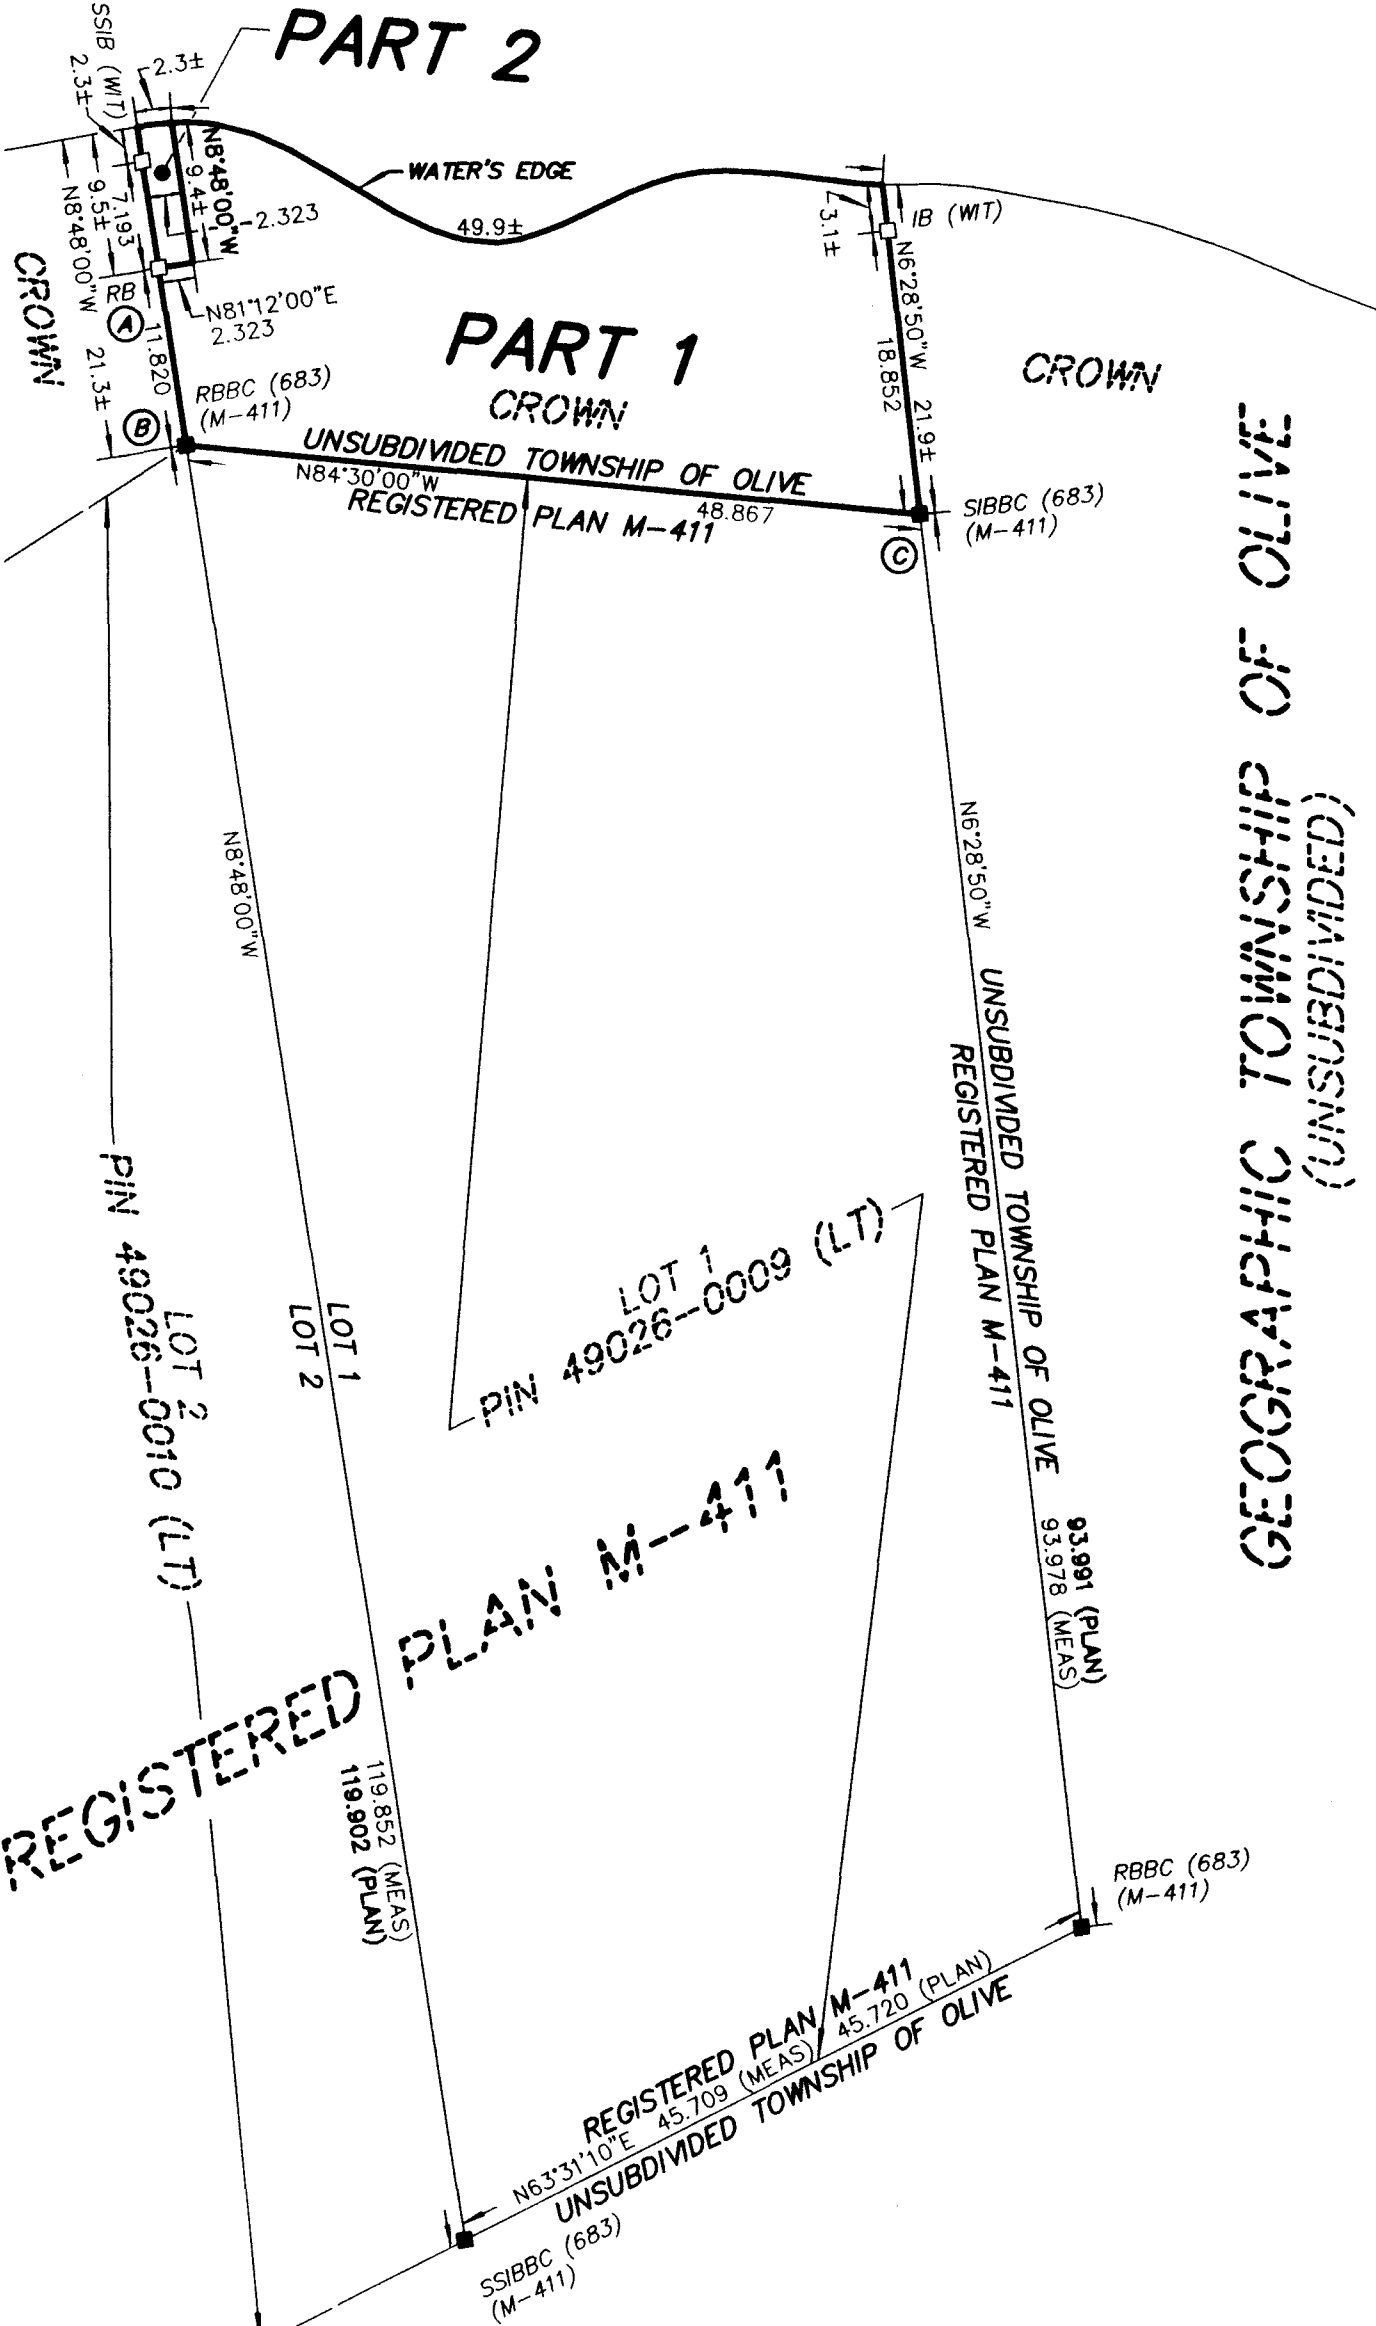 PART 2
SSIB (WIT)
2.3±
2.3±
N8°48'00"W
9.4±
2.323
7.193
9.5±
N8°48'00"W
21.3±
CROWN
RB
A
N81°12'00"E
2.323
11.820
B
RBBC (683)
(M-411)
WATER'S EDGE
49.9±
3.1±
IB (WIT)
N6°28'50"W
18.852
21.9±
PART 1
CROWN
CROWN
UNSUBDIVIDED TOWNSHIP OF OLIVE
N84°30'00"W
48.867
REGISTERED PLAN M-411
SIBBC (683)
(M-411)
C
GEOGRAPHIC TOWNSHIP OF OLIVE
(UNSUBDIVIDED)
N8°48'00"W
N6°28'50"W
UNSUBDIVIDED TOWNSHIP OF OLIVE
REGISTERED PLAN M-411
93.991 (PLAN)
93.978 (MEAS)
LOT 1
PIN 49026-0009 (LT)
LOT 1
LOT 2
LOT 2
PIN 49026-0010 (LT)
REGISTERED PLAN M-411
119.852 (MEAS)
119.902 (PLAN)
RBBC (683)
(M-411)
REGISTERED PLAN M-411
45.709 (MEAS)
45.720 (PLAN)
N63°31'10"E
UNSUBDIVIDED TOWNSHIP OF OLIVE
SSIBBC (683)
(M-411)